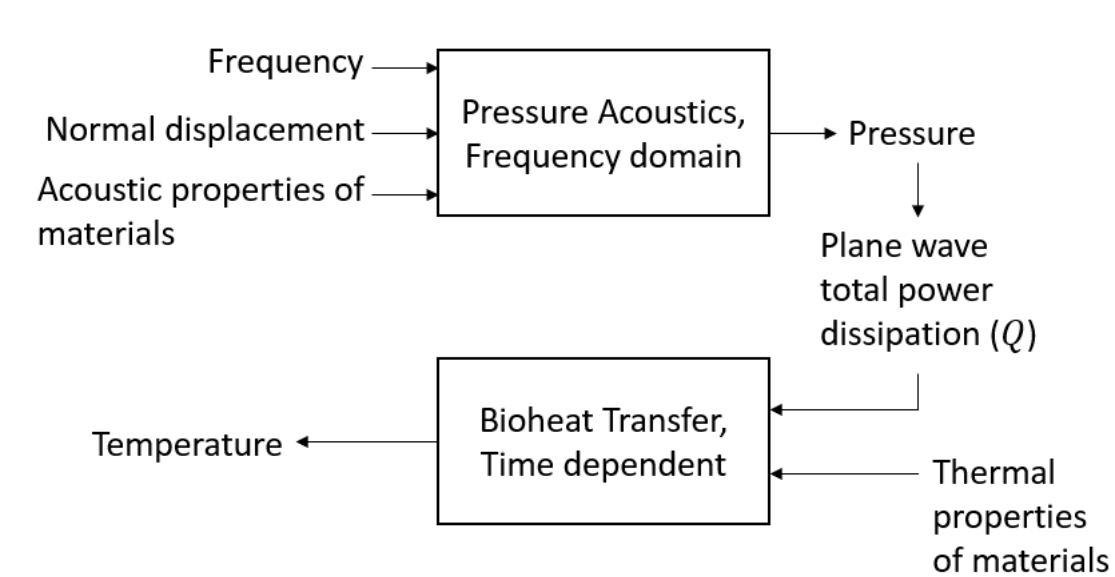 Frequency
Normal displacement
Acoustic properties of
materials
Pressure Acoustics,
Frequency domain
Pressure
Plane wave
total power
dissipation (Q)
Bioheat Transfer,
Time dependent
Temperature
Thermal
properties
of materials